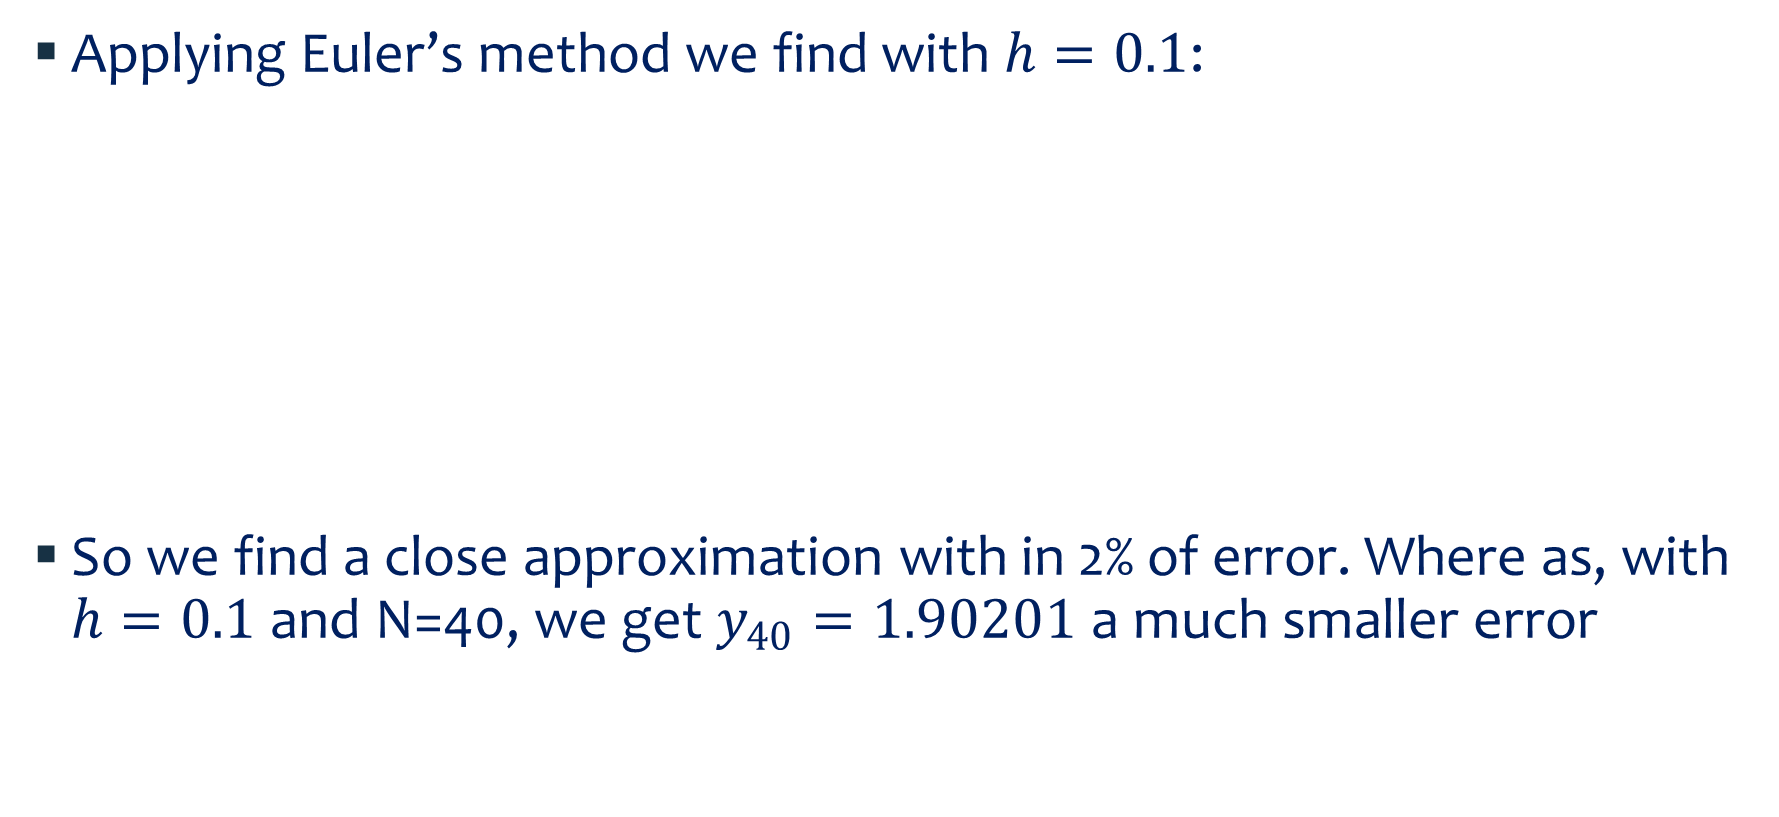 ▪ Applying Euler’s method we find with h = 0.1:
▪ So we find a close approximation with in 2% of error. Where as, with
h = 0.1 and N=40, we get y₄₀ = 1.90201 a much smaller error